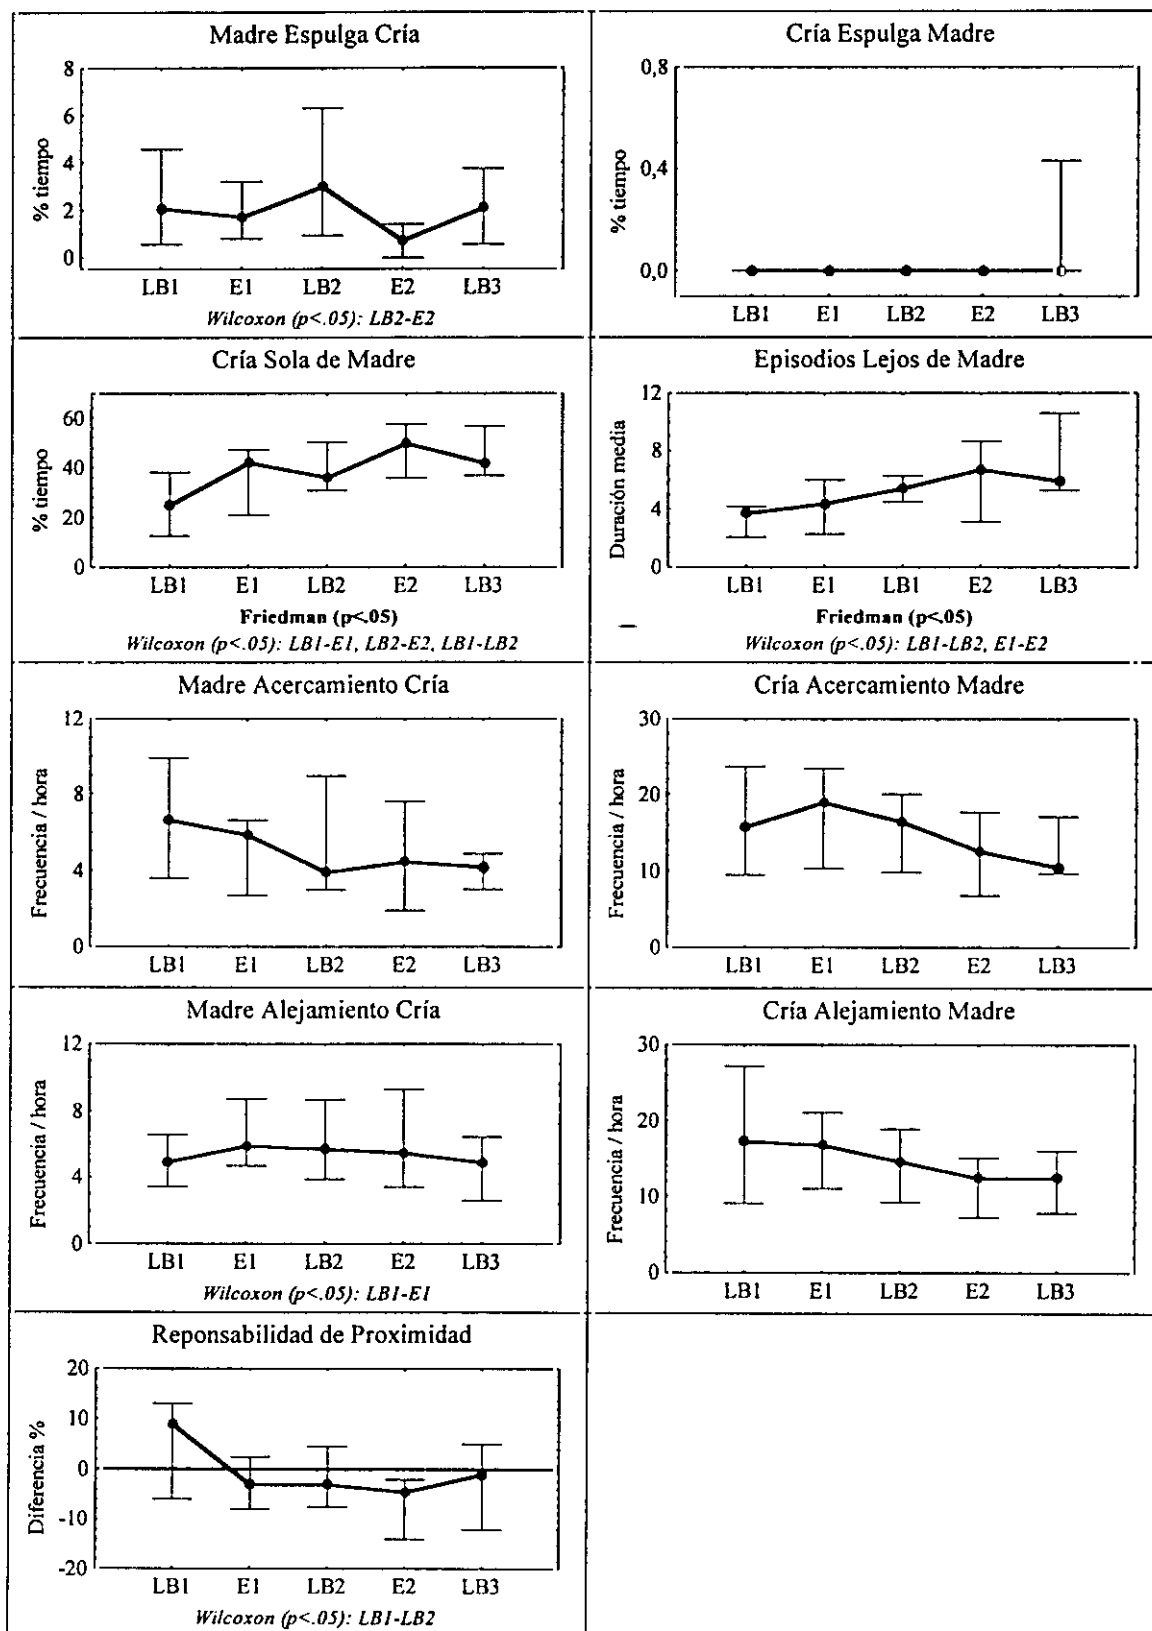 Madre Espulga Cría
% tiempo
8
6
4
2
0
LB1 E1 LB2 E2 LB3
Wilcoxon (p<.05): LB2-E2
Cría Espulga Madre
% tiempo
0,8
0,4
0,0
LB1 E1 LB2 E2 LB3
Cría Sola de Madre
% tiempo
60
40
20
0
LB1 E1 LB2 E2 LB3
Friedman (p<.05)
Wilcoxon (p<.05): LB1-E1, LB2-E2, LB1-LB2
Episodios Lejos de Madre
Duración media
12
8
4
0
LB1 E1 LB1 E2 LB3
Friedman (p<.05)
Wilcoxon (p<.05): LB1-LB2, E1-E2
Madre Acercamiento Cría
Frecuencia / hora
12
8
4
0
LB1 E1 LB2 E2 LB3
Cría Acercamiento Madre
Frecuencia / hora
30
20
10
0
LB1 E1 LB2 E2 LB3
Madre Alejamiento Cría
Frecuencia / hora
12
8
4
0
LB1 E1 LB2 E2 LB3
Wilcoxon (p<.05): LB1-E1
Cría Alejamiento Madre
Frecuencia / hora
30
20
10
0
LB1 E1 LB2 E2 LB3
Reponsabilidad de Proximidad
Diferencia %
20
10
0
-10
-20
LB1 E1 LB2 E2 LB3
Wilcoxon (p<.05): LB1-LB2